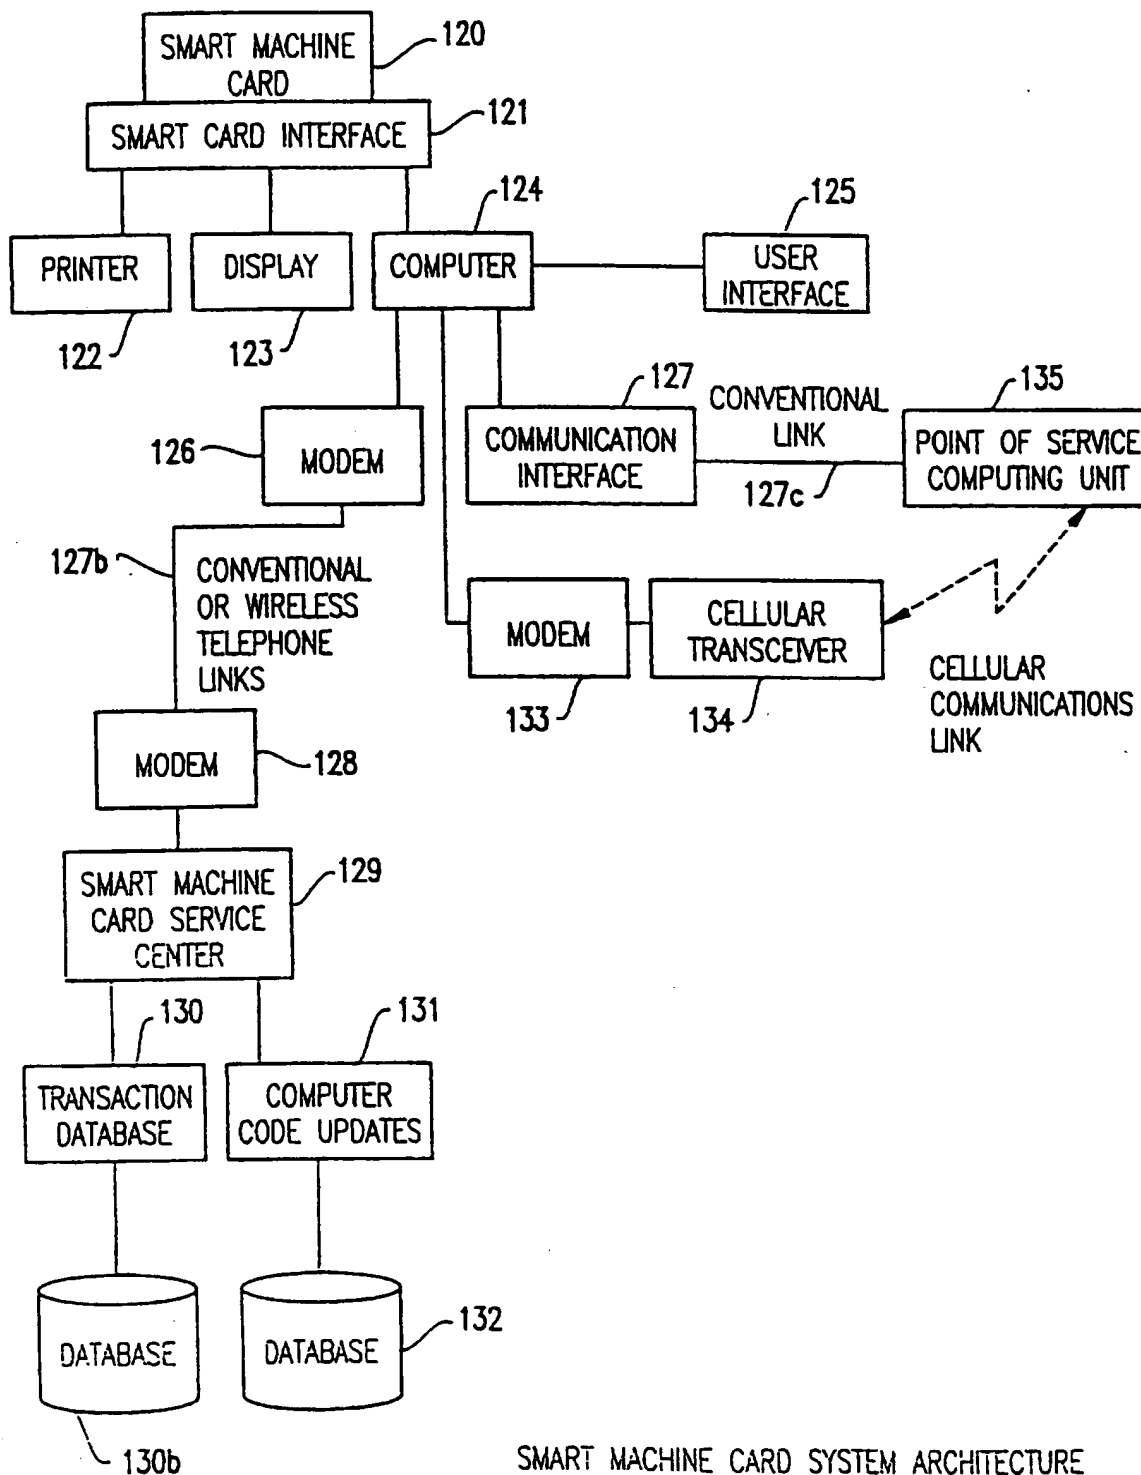 SMART MACHINE
CARD
120
SMART CARD INTERFACE
121
124
125
PRINTER
DISPLAY
COMPUTER
USER
INTERFACE
122
123
127
CONVENTIONAL
LINK
135
126
MODEM
COMMUNICATION
INTERFACE
127c
POINT OF SERVICE
COMPUTING UNIT
127b
CONVENTIONAL
OR WIRELESS
TELEPHONE
LINKS
MODEM
CELLULAR
TRANSCEIVER
133
134
CELLULAR
COMMUNICATIONS
LINK
MODEM
128
SMART MACHINE
CARD SERVICE
CENTER
129
130
131
TRANSACTION
DATABASE
COMPUTER
CODE UPDATES
DATABASE
DATABASE
132
130b
SMART MACHINE CARD SYSTEM ARCHITECTURE